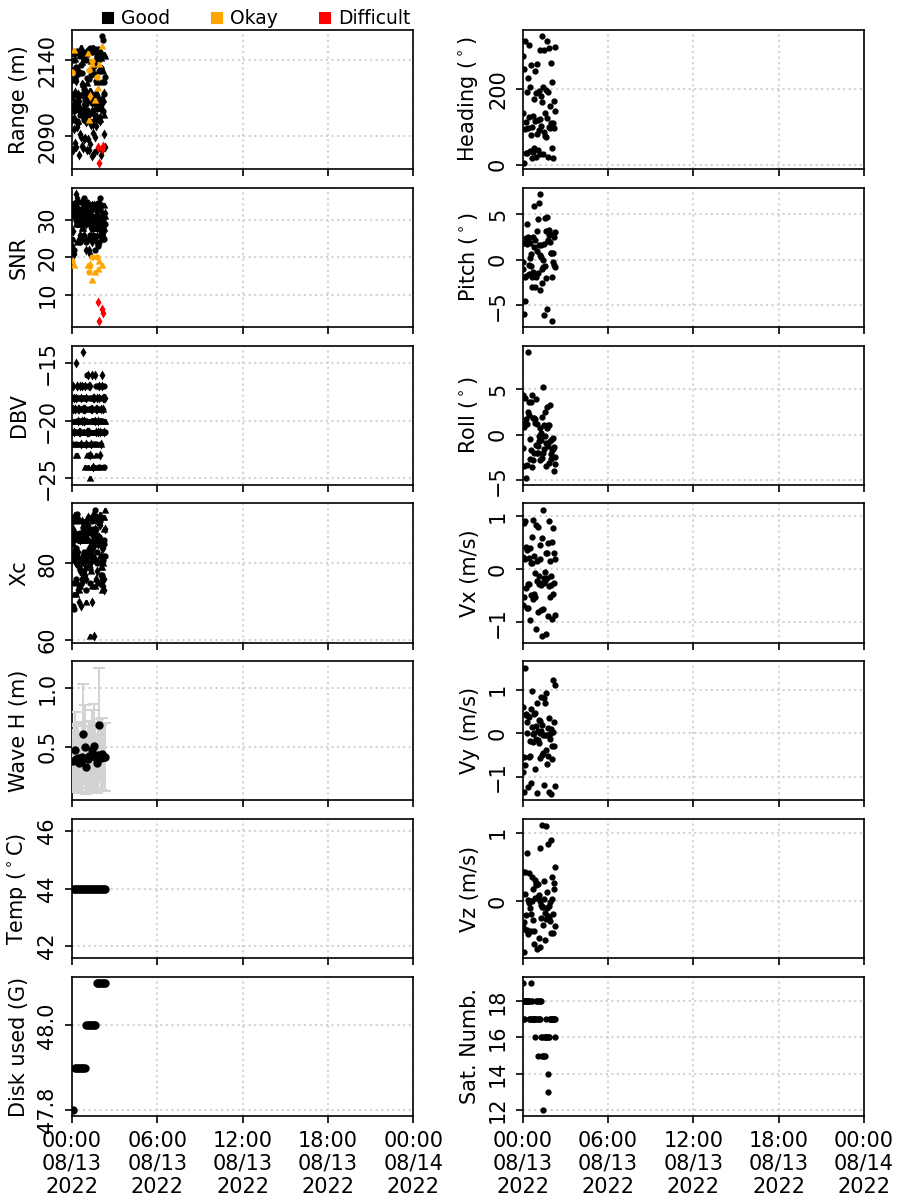 Good Okay Difficult
Range (m)
2140
2090
Heading (°)
200
0
SNR
30
20
10
Pitch (°)
5
0
−5
DBV
−15
−20
−25
Roll (°)
5
0
−5
Xc
80
60
Vx (m/s)
1
0
−1
Wave H (m)
1.0
0.5
Vy (m/s)
1
0
−1
Temp (°C)
46
44
42
Vz (m/s)
1
0
Disk used (G)
48.0
47.8
Sat. Numb.
18
16
14
12
00:00 06:00 12:00 18:00 00:00
08/13 08/13 08/13 08/13 08/14
2022 2022 2022 2022 2022
00:00 06:00 12:00 18:00 00:00
08/13 08/13 08/13 08/13 08/14
2022 2022 2022 2022 2022